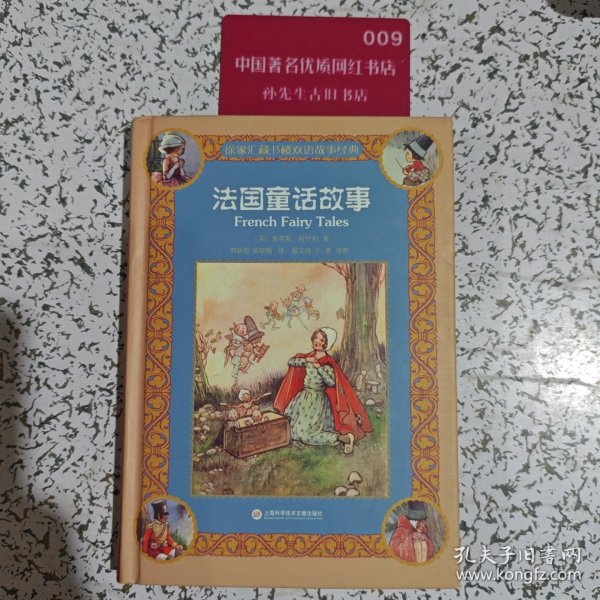 009
中国著名优质网红书店
孙先生古旧书店
徐家汇藏书楼双语故事经典
法国童话故事
French Fairy Tales
上海科学技术文献出版社
孔夫子旧书网
www.kongfz.com